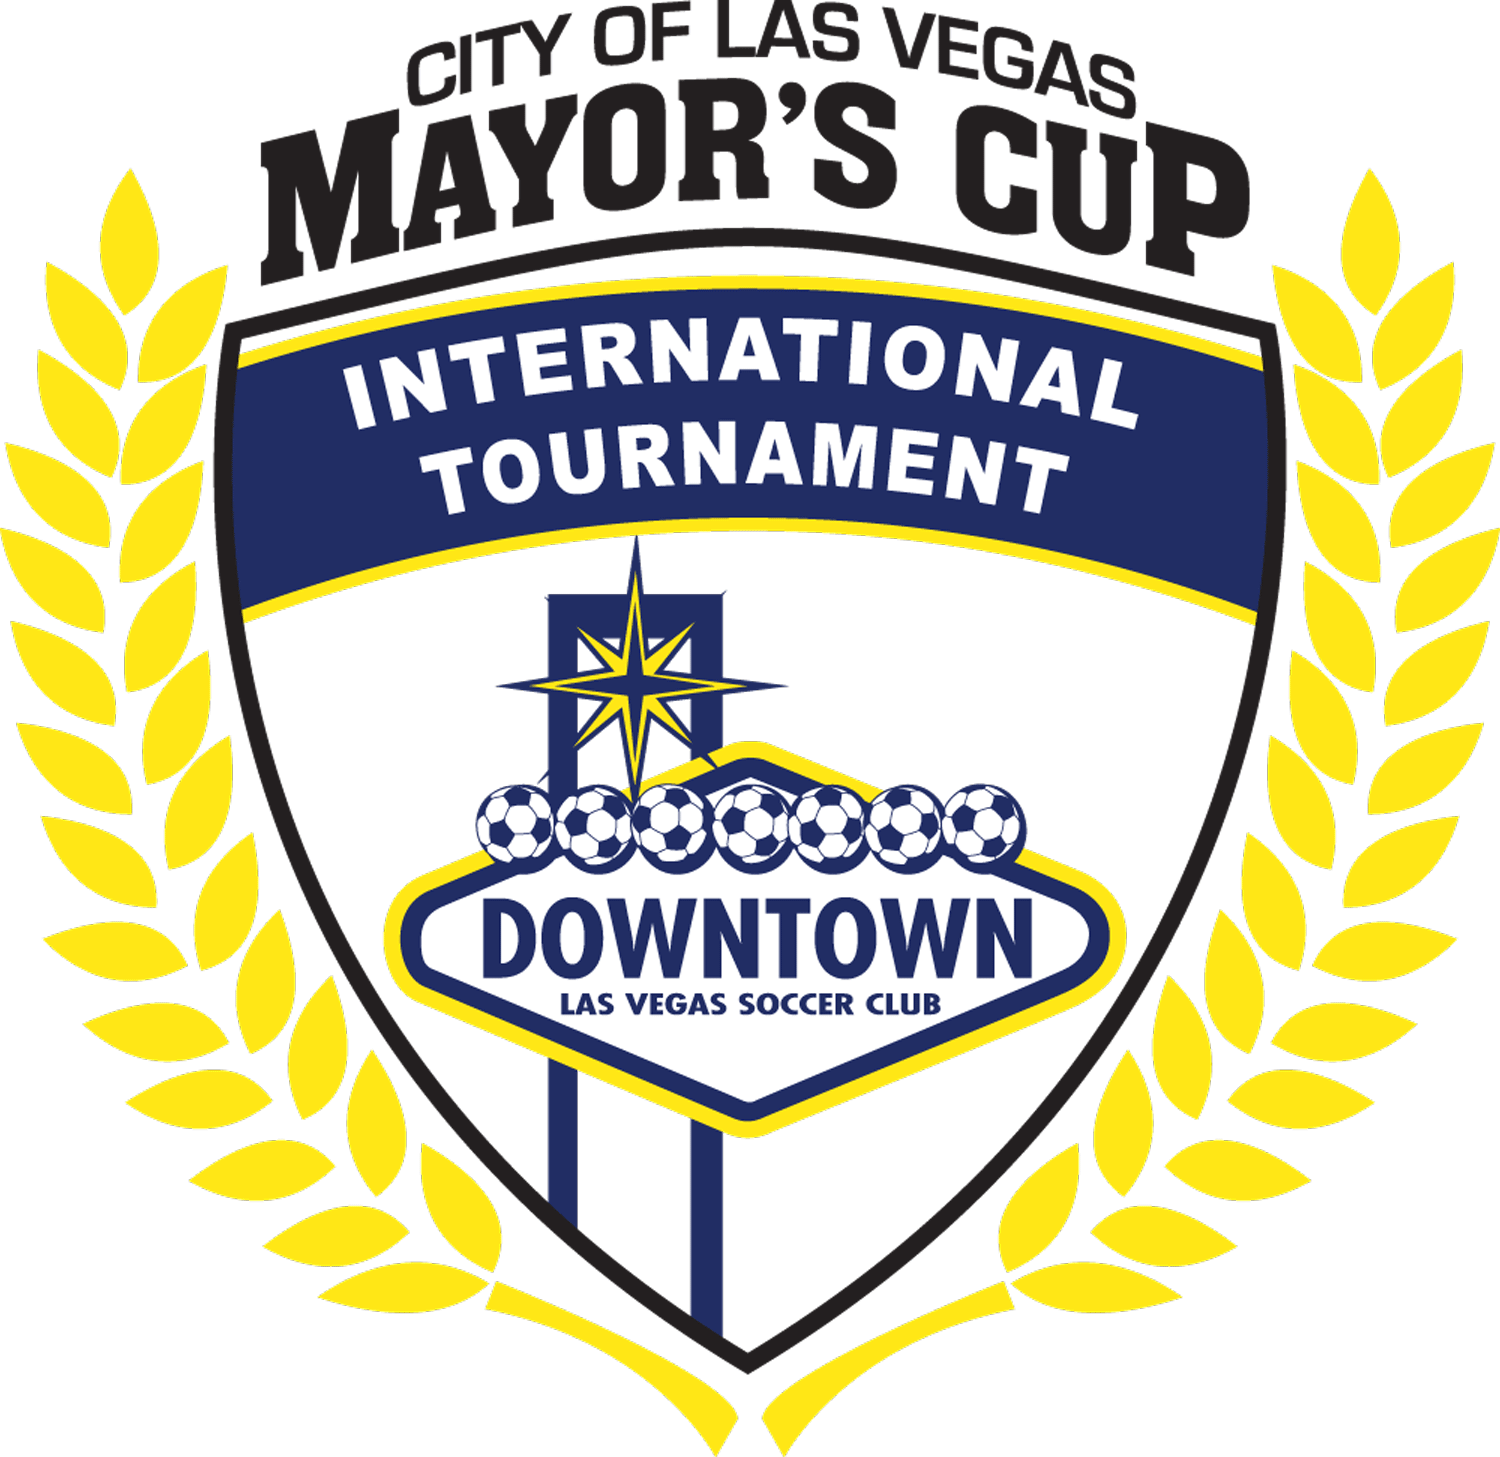 CITY OF LAS VEGAS
MAYOR'S CUP
INTERNATIONAL
TOURNAMENT
DOWNTOWN
LAS VEGAS SOCCER CLUB